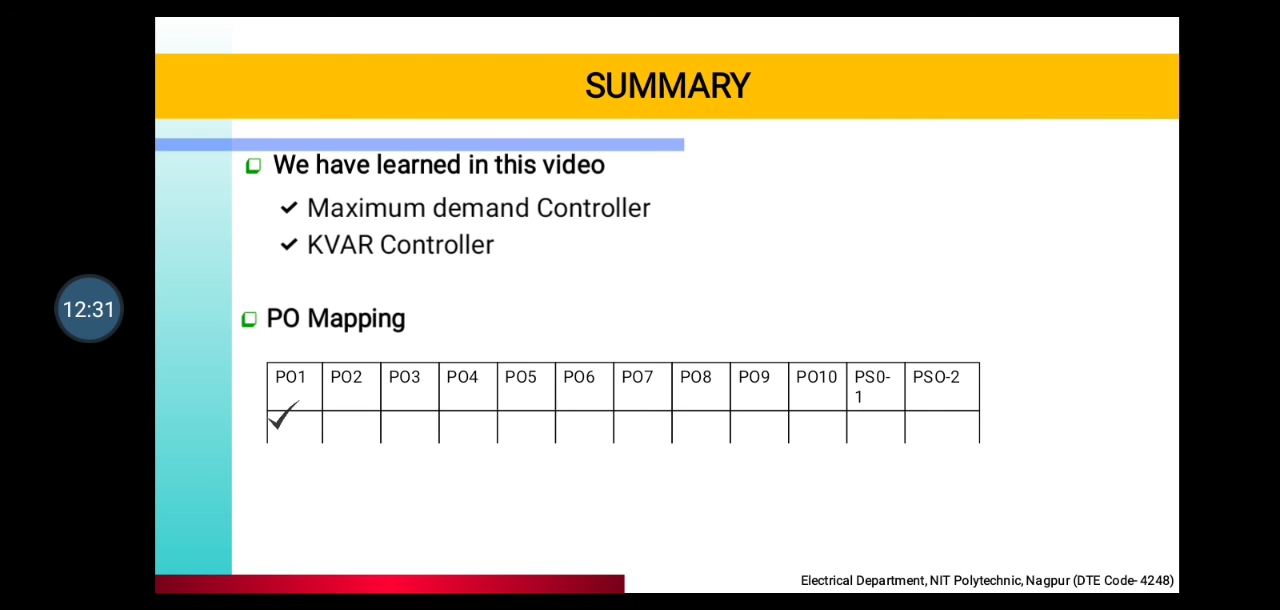 SUMMARY
We have learned in this video
Maximum demand Controller
KVAR Controller
12:31
PO Mapping
PO1 PO2 PO3 PO4 PO5 PO6 PO7 PO8 PO9 PO10 PS0- PSO-2
1
Electrical Department, NIT Polytechnic, Nagpur (DTE Code- 4248)